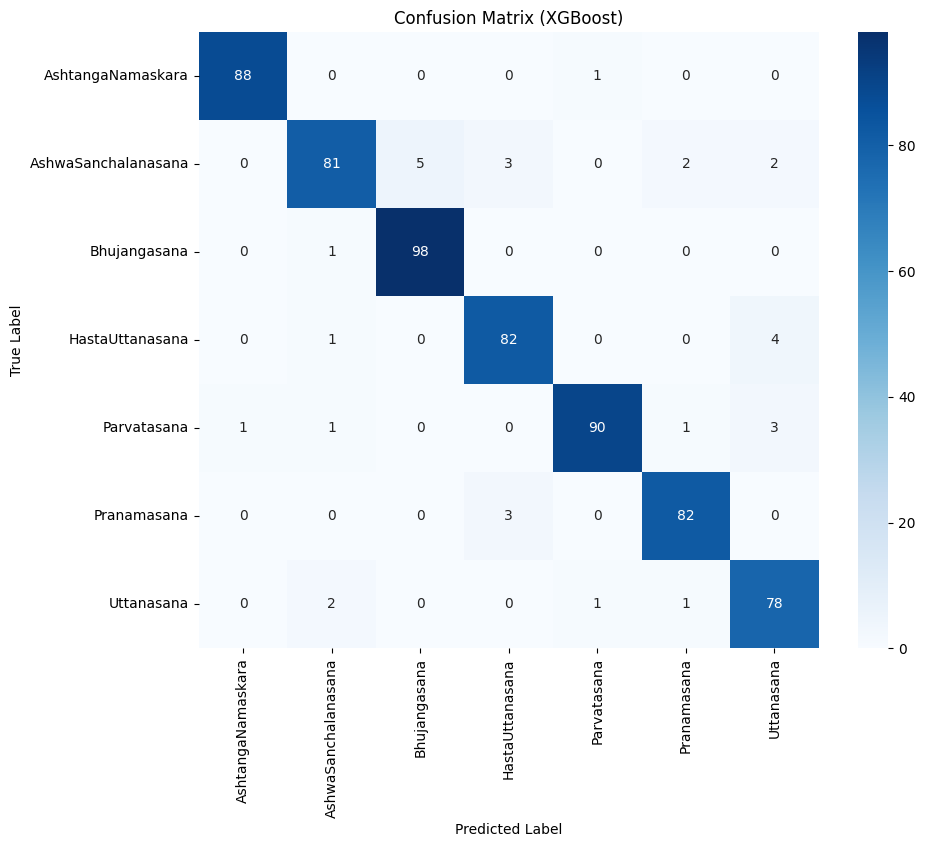 Confusion Matrix (XGBoost)
True Label
AshtangaNamaskara 88 0 0 0 1 0 0
AshwaSanchalanasana 0 81 5 3 0 2 2
Bhujangasana 0 1 98 0 0 0 0
HastaUttanasana 0 1 0 82 0 0 4
Parvatasana 1 1 0 0 90 1 3
Pranamasana 0 0 0 3 0 82 0
Uttanasana 0 2 0 0 1 1 78
AshtangaNamaskara AshwaSanchalanasana Bhujangasana HastaUttanasana Parvatasana Pranamasana Uttanasana
Predicted Label
80
60
40
20
0